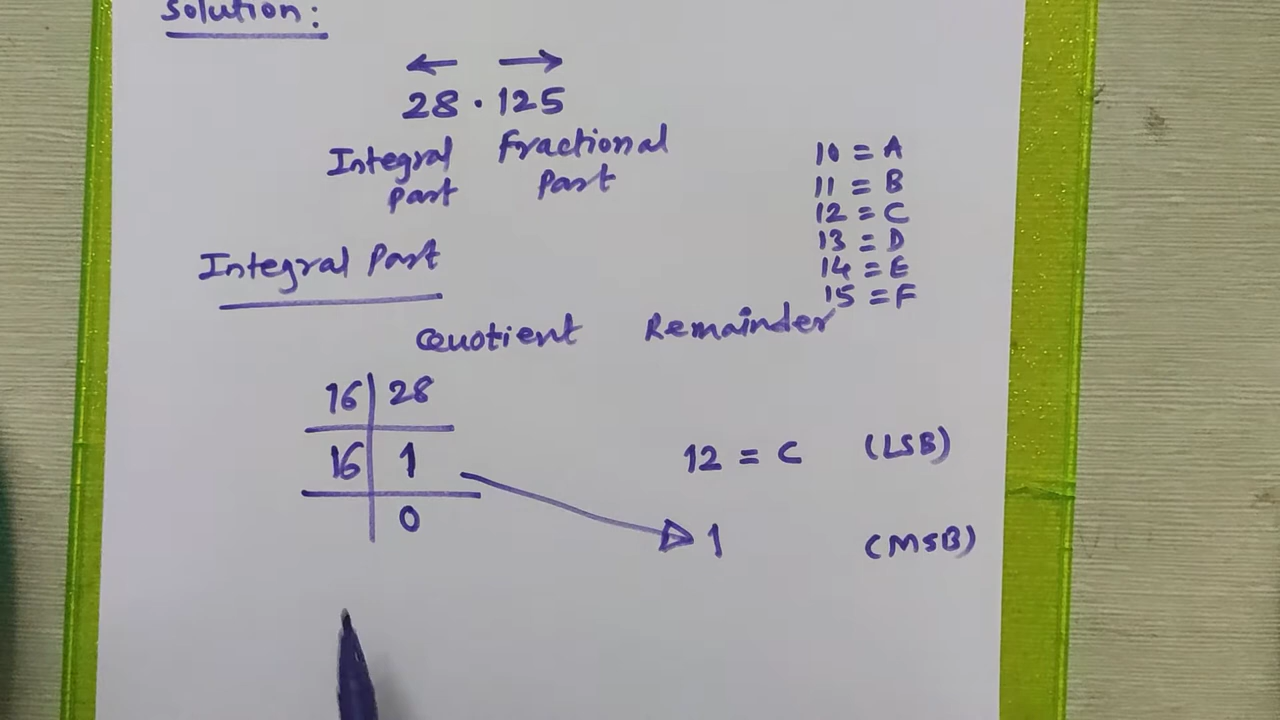 Solution:
← →
28.125
Integral Part
Fractional Part
10 = A
11 = B
12 = C
13 = D
14 = E
15 = F
Integral Part
Quotient Remainder
16 | 28
16 | 1 12 = C (LSB)
0 1 (MSB)